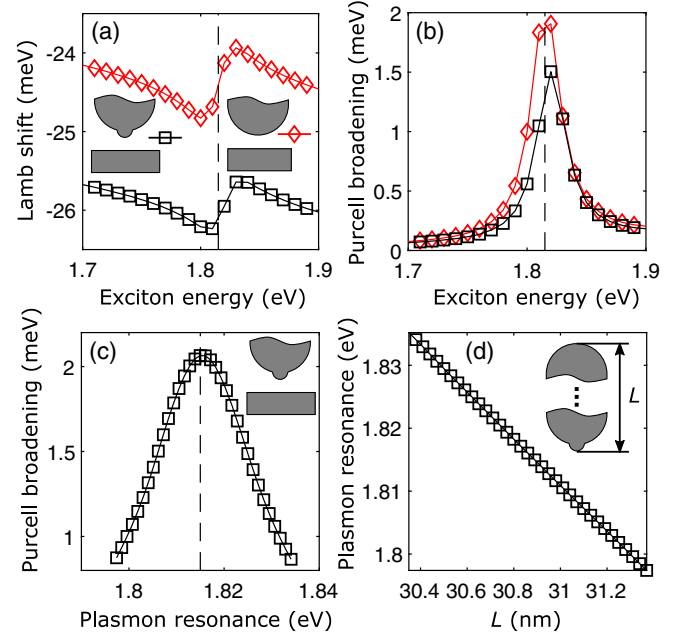 (a)
Lamb shift (meV)
-24
-25
-26
1.7
1.8
1.9
Exciton energy (eV)
(b)
Purcell broadening (meV)
2
1.5
1
0.5
0
1.7
1.8
1.9
Exciton energy (eV)
(c)
Purcell broadening (meV)
2
1.5
1
1.8
1.82
1.84
Plasmon resonance (eV)
(d)
Plasmon resonance (eV)
1.83
1.82
1.81
1.8
L
30.4
30.6
30.8
31
31.2
L (nm)